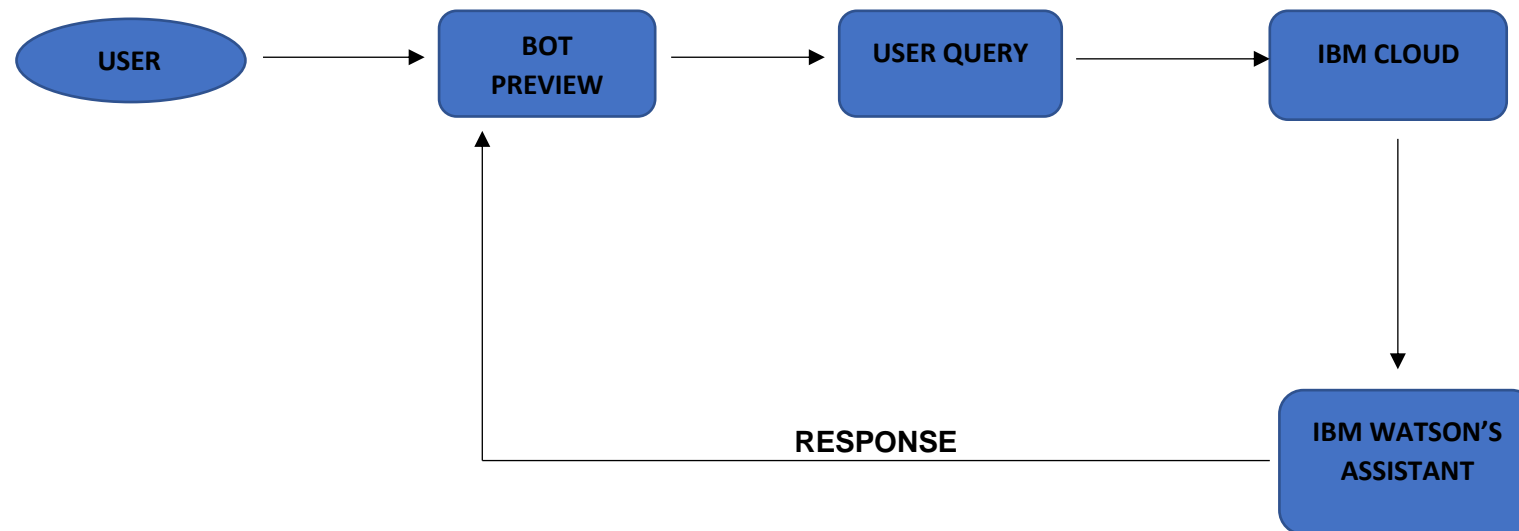 USER
BOT
PREVIEW
USER QUERY
IBM CLOUD
RESPONSE
IBM WATSON’S
ASSISTANT